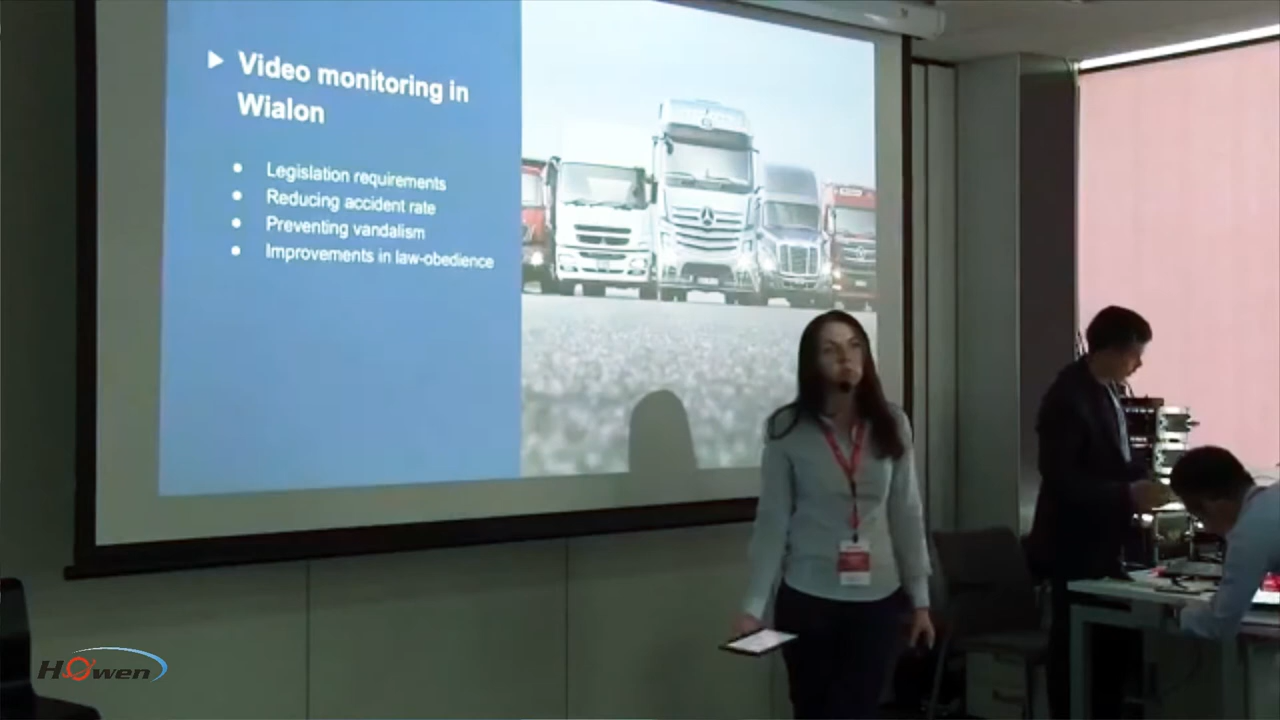 Video monitoring in
Wialon
Legislation requirements
Reducing accident rate
Preventing vandalism
Improvements in law-obedience
Howen